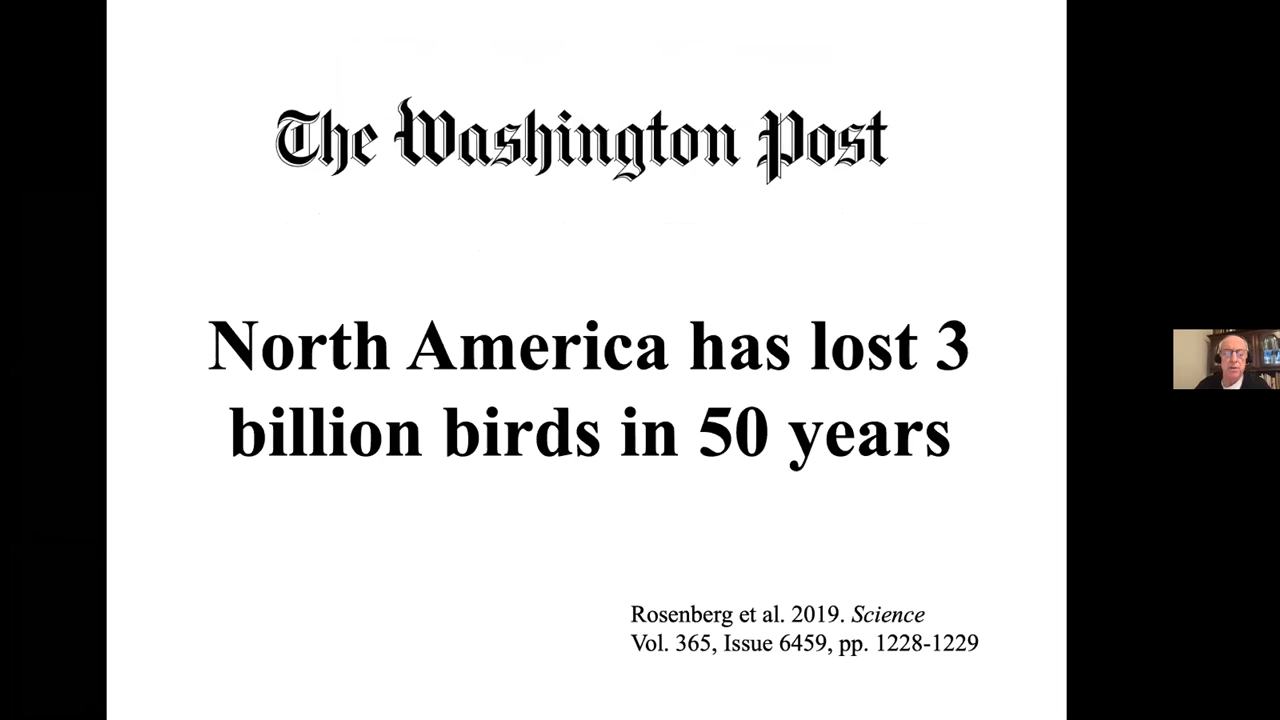 The Washington Post
North America has lost 3
billion birds in 50 years
Rosenberg et al. 2019. Science
Vol. 365, Issue 6459, pp. 1228-1229